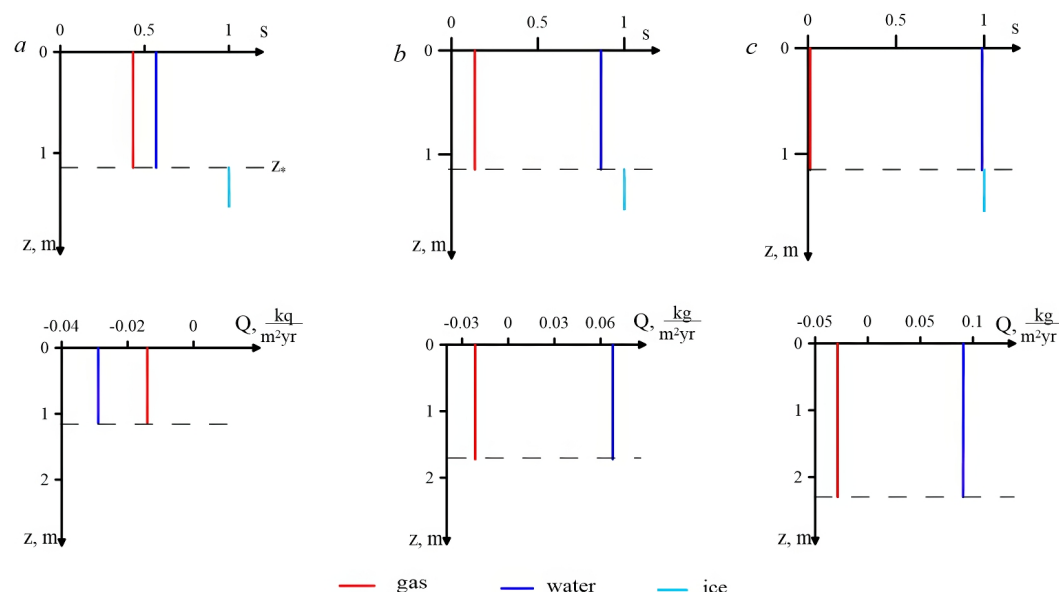 a
0 0.5 1 s
0
1
z*
z, m
b
0 0.5 1 s
0
1
z, m
c
0 0.5 1 s
0
1
z, m
-0.04 -0.02 0 Q, kq/m²yr
0
1
2
z, m
-0.03 0 0.03 0.06 Q, kg/m²yr
0
1
2
z, m
-0.05 0 0.05 0.1 Q, kg/m²yr
0
1
2
z, m
gas water ice